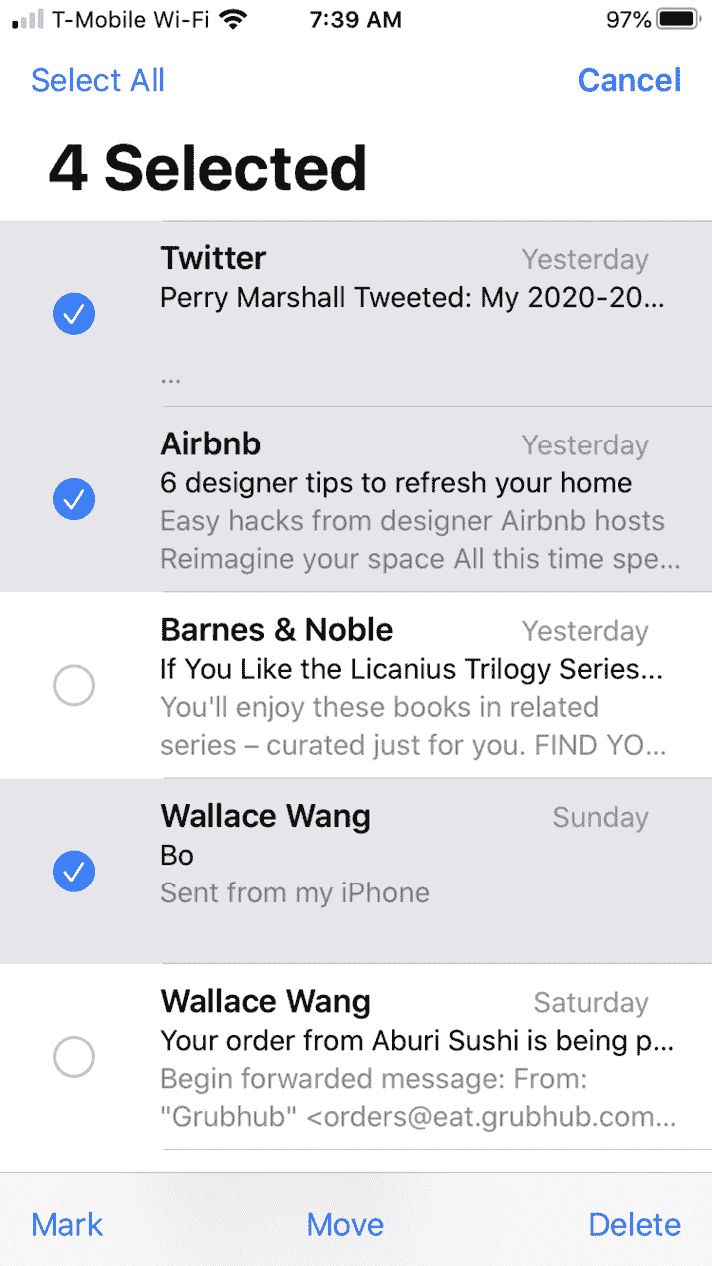 T-Mobile Wi-Fi 7:39 AM 97%
Select All Cancel
4 Selected
Twitter Yesterday
Perry Marshall Tweeted: My 2020-20...
...
Airbnb Yesterday
6 designer tips to refresh your home
Easy hacks from designer Airbnb hosts
Reimagine your space All this time spe...
Barnes & Noble Yesterday
If You Like the Licanius Trilogy Series...
You'll enjoy these books in related
series – curated just for you. FIND YO...
Wallace Wang Sunday
Bo
Sent from my iPhone
Wallace Wang Saturday
Your order from Aburi Sushi is being p...
Begin forwarded message: From:
"Grubhub" <orders@eat.grubhub.com...
Mark Move Delete